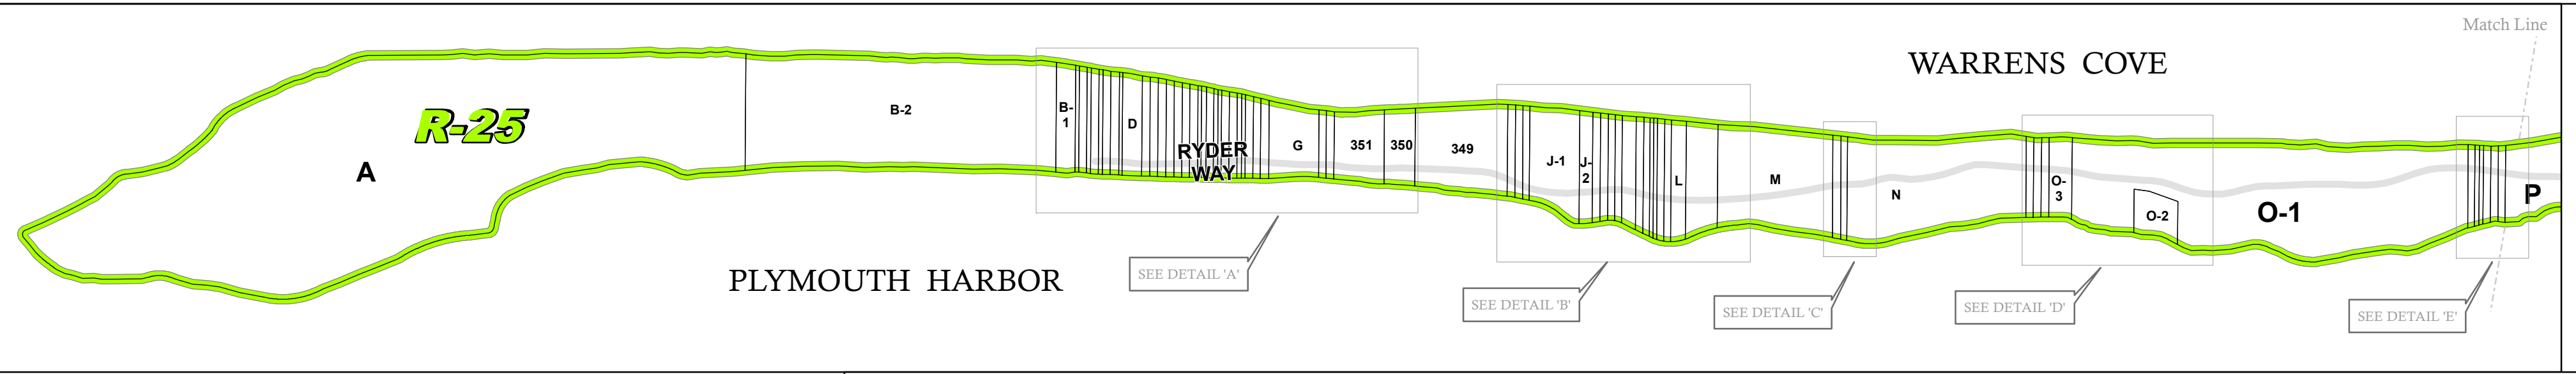 Match Line
WARRENS COVE
R-25
A
B-2
B-
1
D
RYDER
WAY
G
351
350
349
J-1
J-
2
L
M
N
O-
3
O-2
O-1
P
PLYMOUTH HARBOR
SEE DETAIL 'A'
SEE DETAIL 'B'
SEE DETAIL 'C'
SEE DETAIL 'D'
SEE DETAIL 'E'